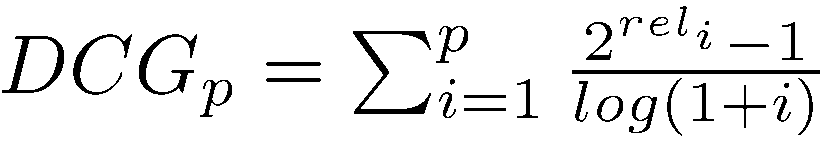 DCG_p = \sum_{i=1}^{p} \frac{2^{rel_i}-1}{log(1+i)}